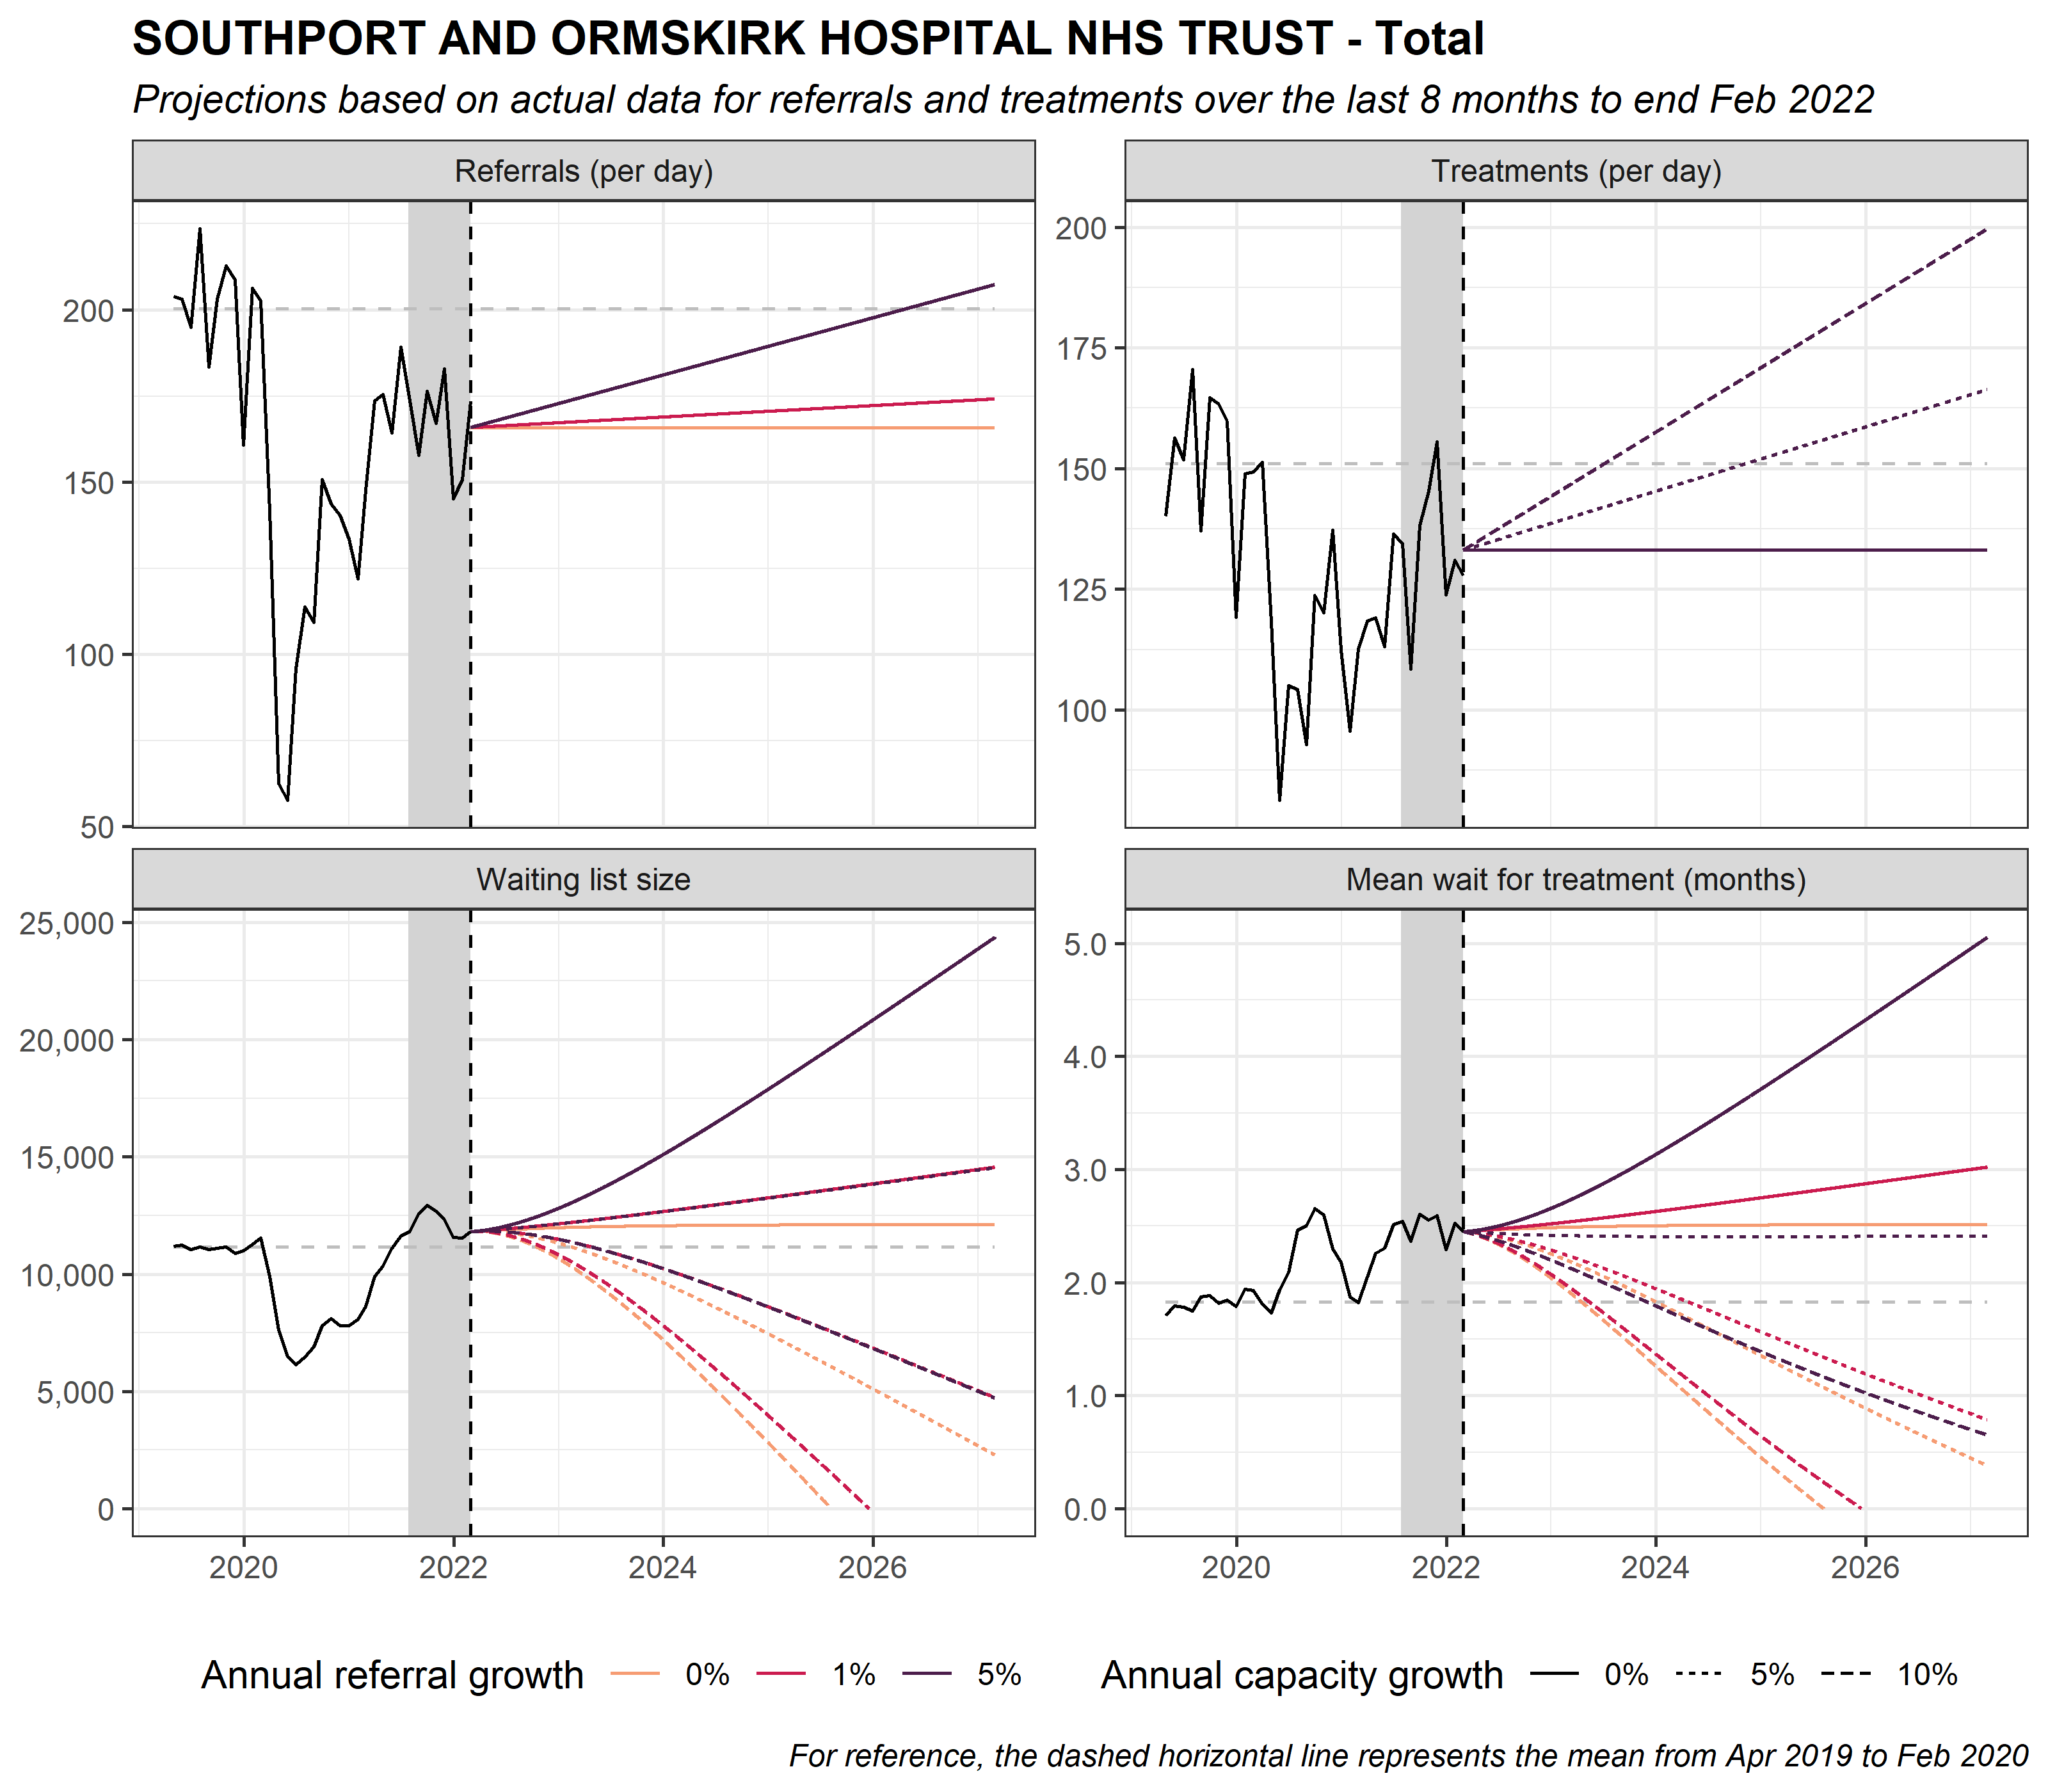 SOUTHPORT AND ORMSKIRK HOSPITAL NHS TRUST - Total
Projections based on actual data for referrals and treatments over the last 8 months to end Feb 2022
Referrals (per day)
200
150
100
50
Treatments (per day)
200
175
150
125
100
Waiting list size
25,000
20,000
15,000
10,000
5,000
0
2020 2022 2024 2026
Mean wait for treatment (months)
5.0
4.0
3.0
2.0
1.0
0.0
2020 2022 2024 2026
Annual referral growth 0% 1% 5%
Annual capacity growth 0% 5% 10%
For reference, the dashed horizontal line represents the mean from Apr 2019 to Feb 2020